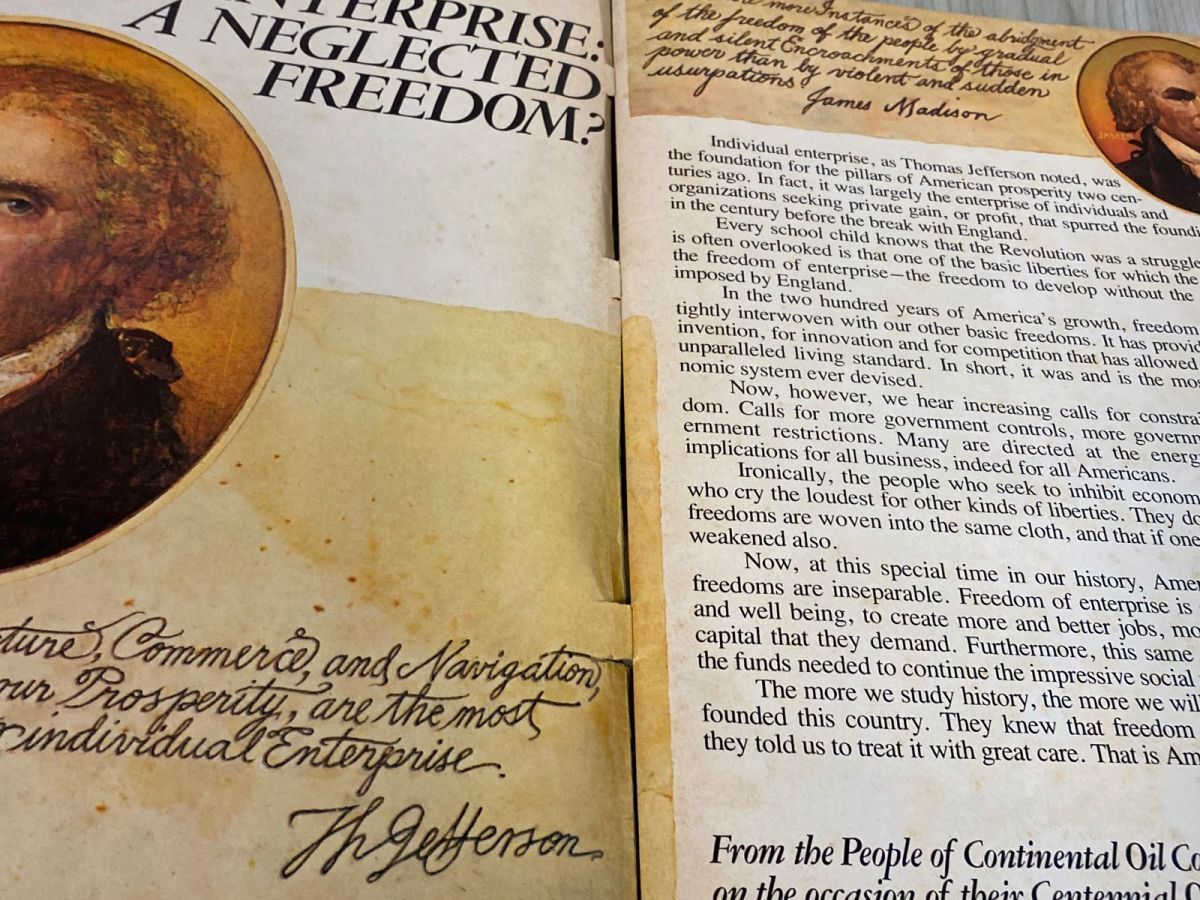 ENTERPRISE:
A NEGLECTED
FREEDOM?
Commerce, and Navigation,
our Prosperity, are the most
individual Enterprise.
Th Jefferson.
more Instances of the abridgment
of the freedom of the people by gradual
and silent Encroachments of those in
power than by violent and sudden
usurpations.
James Madison
Individual enterprise, as Thomas Jefferson noted, was
the foundation for the pillars of American prosperity two cen-
turies ago. In fact, it was largely the enterprise of individuals and
organizations seeking private gain, or profit, that spurred the
in the century before the break with England.
Every school child knows that the Revolution was a struggle
is often overlooked is that one of the basic liberties for which the
the freedom of enterprise—the freedom to develop without the
imposed by England.
In the two hundred years of America's growth, freedom
tightly interwoven with our other basic freedoms. It has
invention, for innovation and for competition that has allowed
unparalleled living standard. In short, it was and is the
nomic system ever devised.
Now, however, we hear increasing calls for
dom. Calls for more government controls, more
ernment restrictions. Many are directed at the
implications for all business, indeed for all Americans.
Ironically, the people who seek to inhibit
who cry the loudest for other kinds of liberties. They
freedoms are woven into the same cloth, and that if one
weakened also.
Now, at this special time in our history,
freedoms are inseparable. Freedom of enterprise is
and well being, to create more and better jobs,
capital that they demand. Furthermore, this same
the funds needed to continue the impressive social
The more we study history, the more we will
founded this country. They knew that freedom
they told us to treat it with great care. That is
From the People of Continental Oil
on the occasion of their Centennial